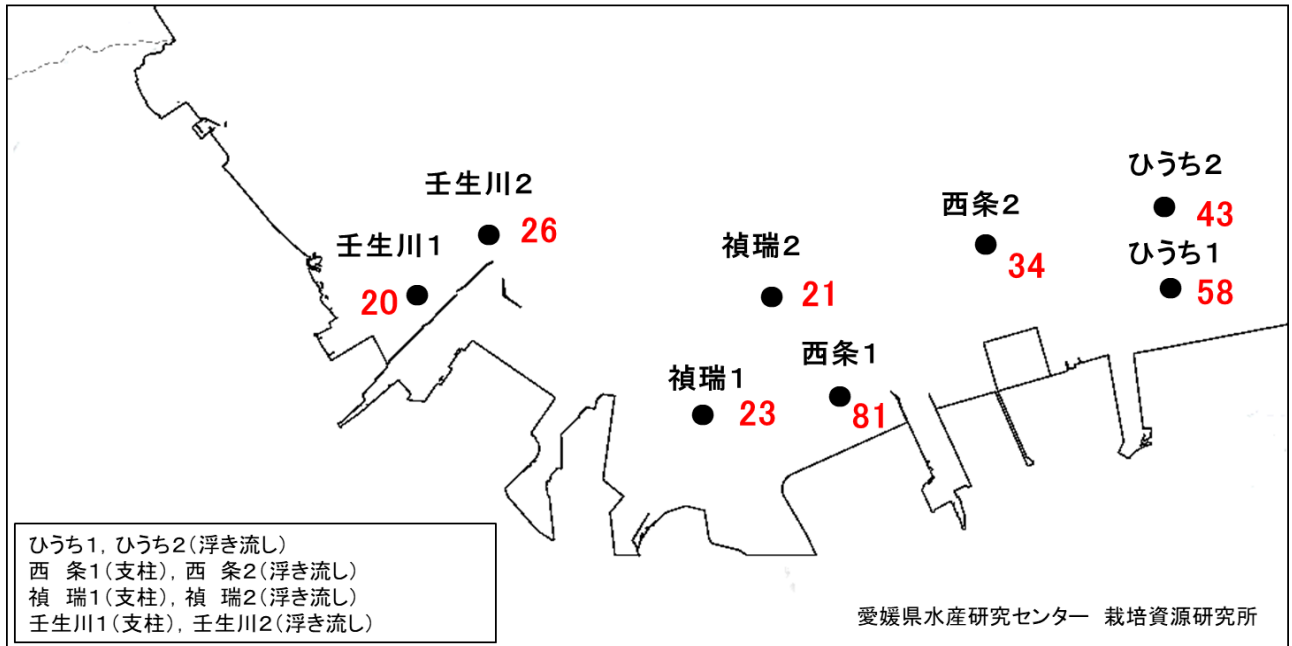 ひうち2
43
壬生川2
26
西条2
34
ひうち1
58
壬生川1
20
禎瑞2
21
西条1
81
禎瑞1
23
ひうち1, ひうち2(浮き流し)
西　条1(支柱), 西　条2(浮き流し)
禎　瑞1(支柱), 禎　瑞2(浮き流し)
壬生川1(支柱), 壬生川2(浮き流し)
愛媛県水産研究センター　栽培資源研究所